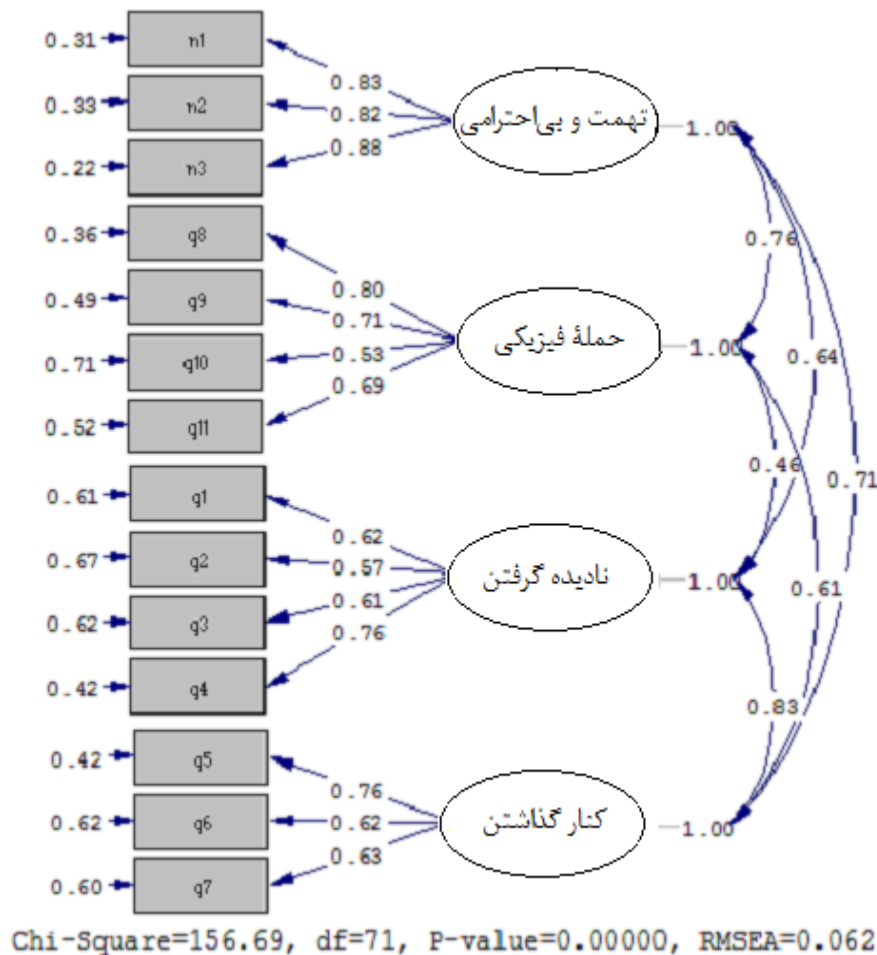 0.31 n1
0.83
0.33 n2
0.82
تهمت و بی‌احترامی
1.00
0.88
0.22 n3
0.36 q8
0.76
0.80
0.49 q9
0.71
حملهٔ فیزیکی
1.00
0.64
0.71 q10
0.53
0.69
0.52 q11
0.46
0.71
0.61 q1
0.62
0.67 q2
0.57
نادیده گرفتن
1.00
0.61
0.61
0.62 q3
0.76
0.42 q4
0.83
0.42 q5
0.76
0.62 q6
0.62
کنار گذاشتن
1.00
0.63
0.60 q7
Chi-Square=156.69, df=71, P-value=0.00000, RMSEA=0.062